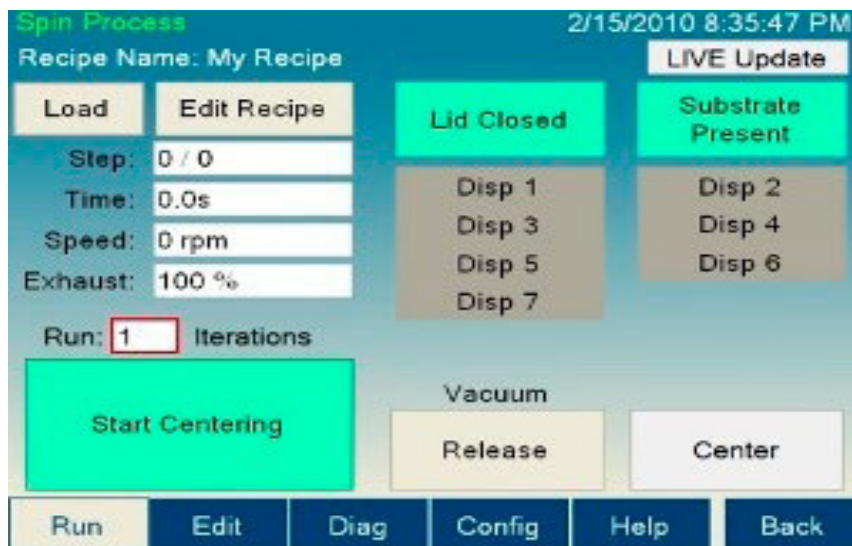 Spin Process 2/15/2010 8:35:47 PM
Recipe Name: My Recipe LIVE Update
Load Edit Recipe Lid Closed Substrate Present
Step: 0 / 0
Time: 0.0s
Speed: 0 rpm
Exhaust: 100 %
Disp 1 Disp 2
Disp 3 Disp 4
Disp 5 Disp 6
Disp 7
Run: 1 Iterations
Start Centering
Vacuum
Release Center
Run Edit Diag Config Help Back